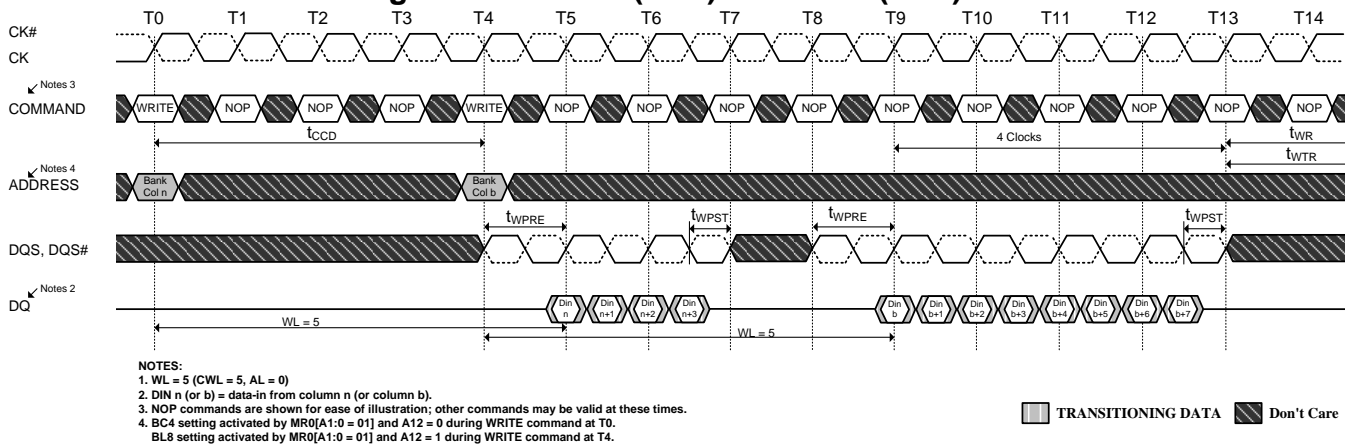 T0 T1 T2 T3 T4 T5 T6 T7 T8 T9 T10 T11 T12 T13 T14
CK#
CK
Notes 3
COMMAND
WRITE NOP NOP NOP WRITE NOP NOP NOP NOP NOP NOP NOP NOP NOP NOP
tCCD
4 Clocks
tWR
tWTR
Notes 4
ADDRESS
Bank
Col n
Bank
Col b
tWPRE tWPST tWPRE tWPST
DQS, DQS#
Notes 2
DQ
Din
n
Din
n+1
Din
n+2
Din
n+3
Din
b
Din
b+1
Din
b+2
Din
b+3
Din
b+4
Din
b+5
Din
b+6
Din
b+7
WL = 5
WL = 5
NOTES:
1. WL = 5 (CWL = 5, AL = 0)
2. DIN n (or b) = data-in from column n (or column b).
3. NOP commands are shown for ease of illustration; other commands may be valid at these times.
4. BC4 setting activated by MR0[A1:0 = 01] and A12 = 0 during WRITE command at T0.
BL8 setting activated by MR0[A1:0 = 01] and A12 = 1 during WRITE command at T4.
TRANSITIONING DATA
Don't Care